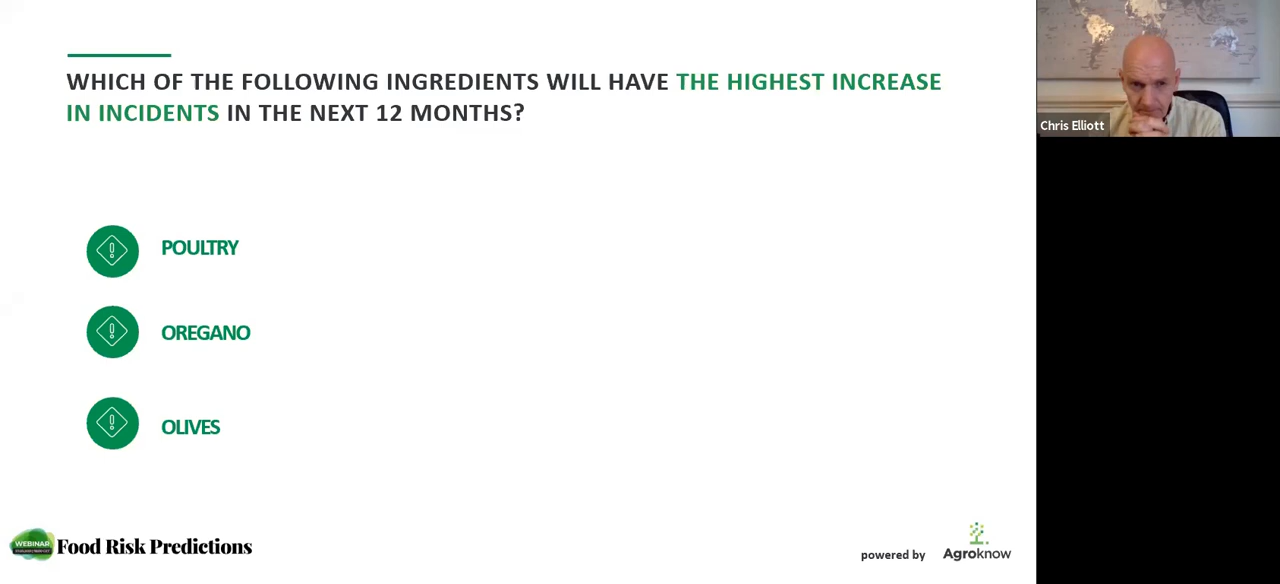 WHICH OF THE FOLLOWING INGREDIENTS WILL HAVE THE HIGHEST INCREASE
IN INCIDENTS IN THE NEXT 12 MONTHS?
Chris Elliott
POULTRY
OREGANO
OLIVES
WEBINAR
Food Risk Predictions
powered by
Agroknow